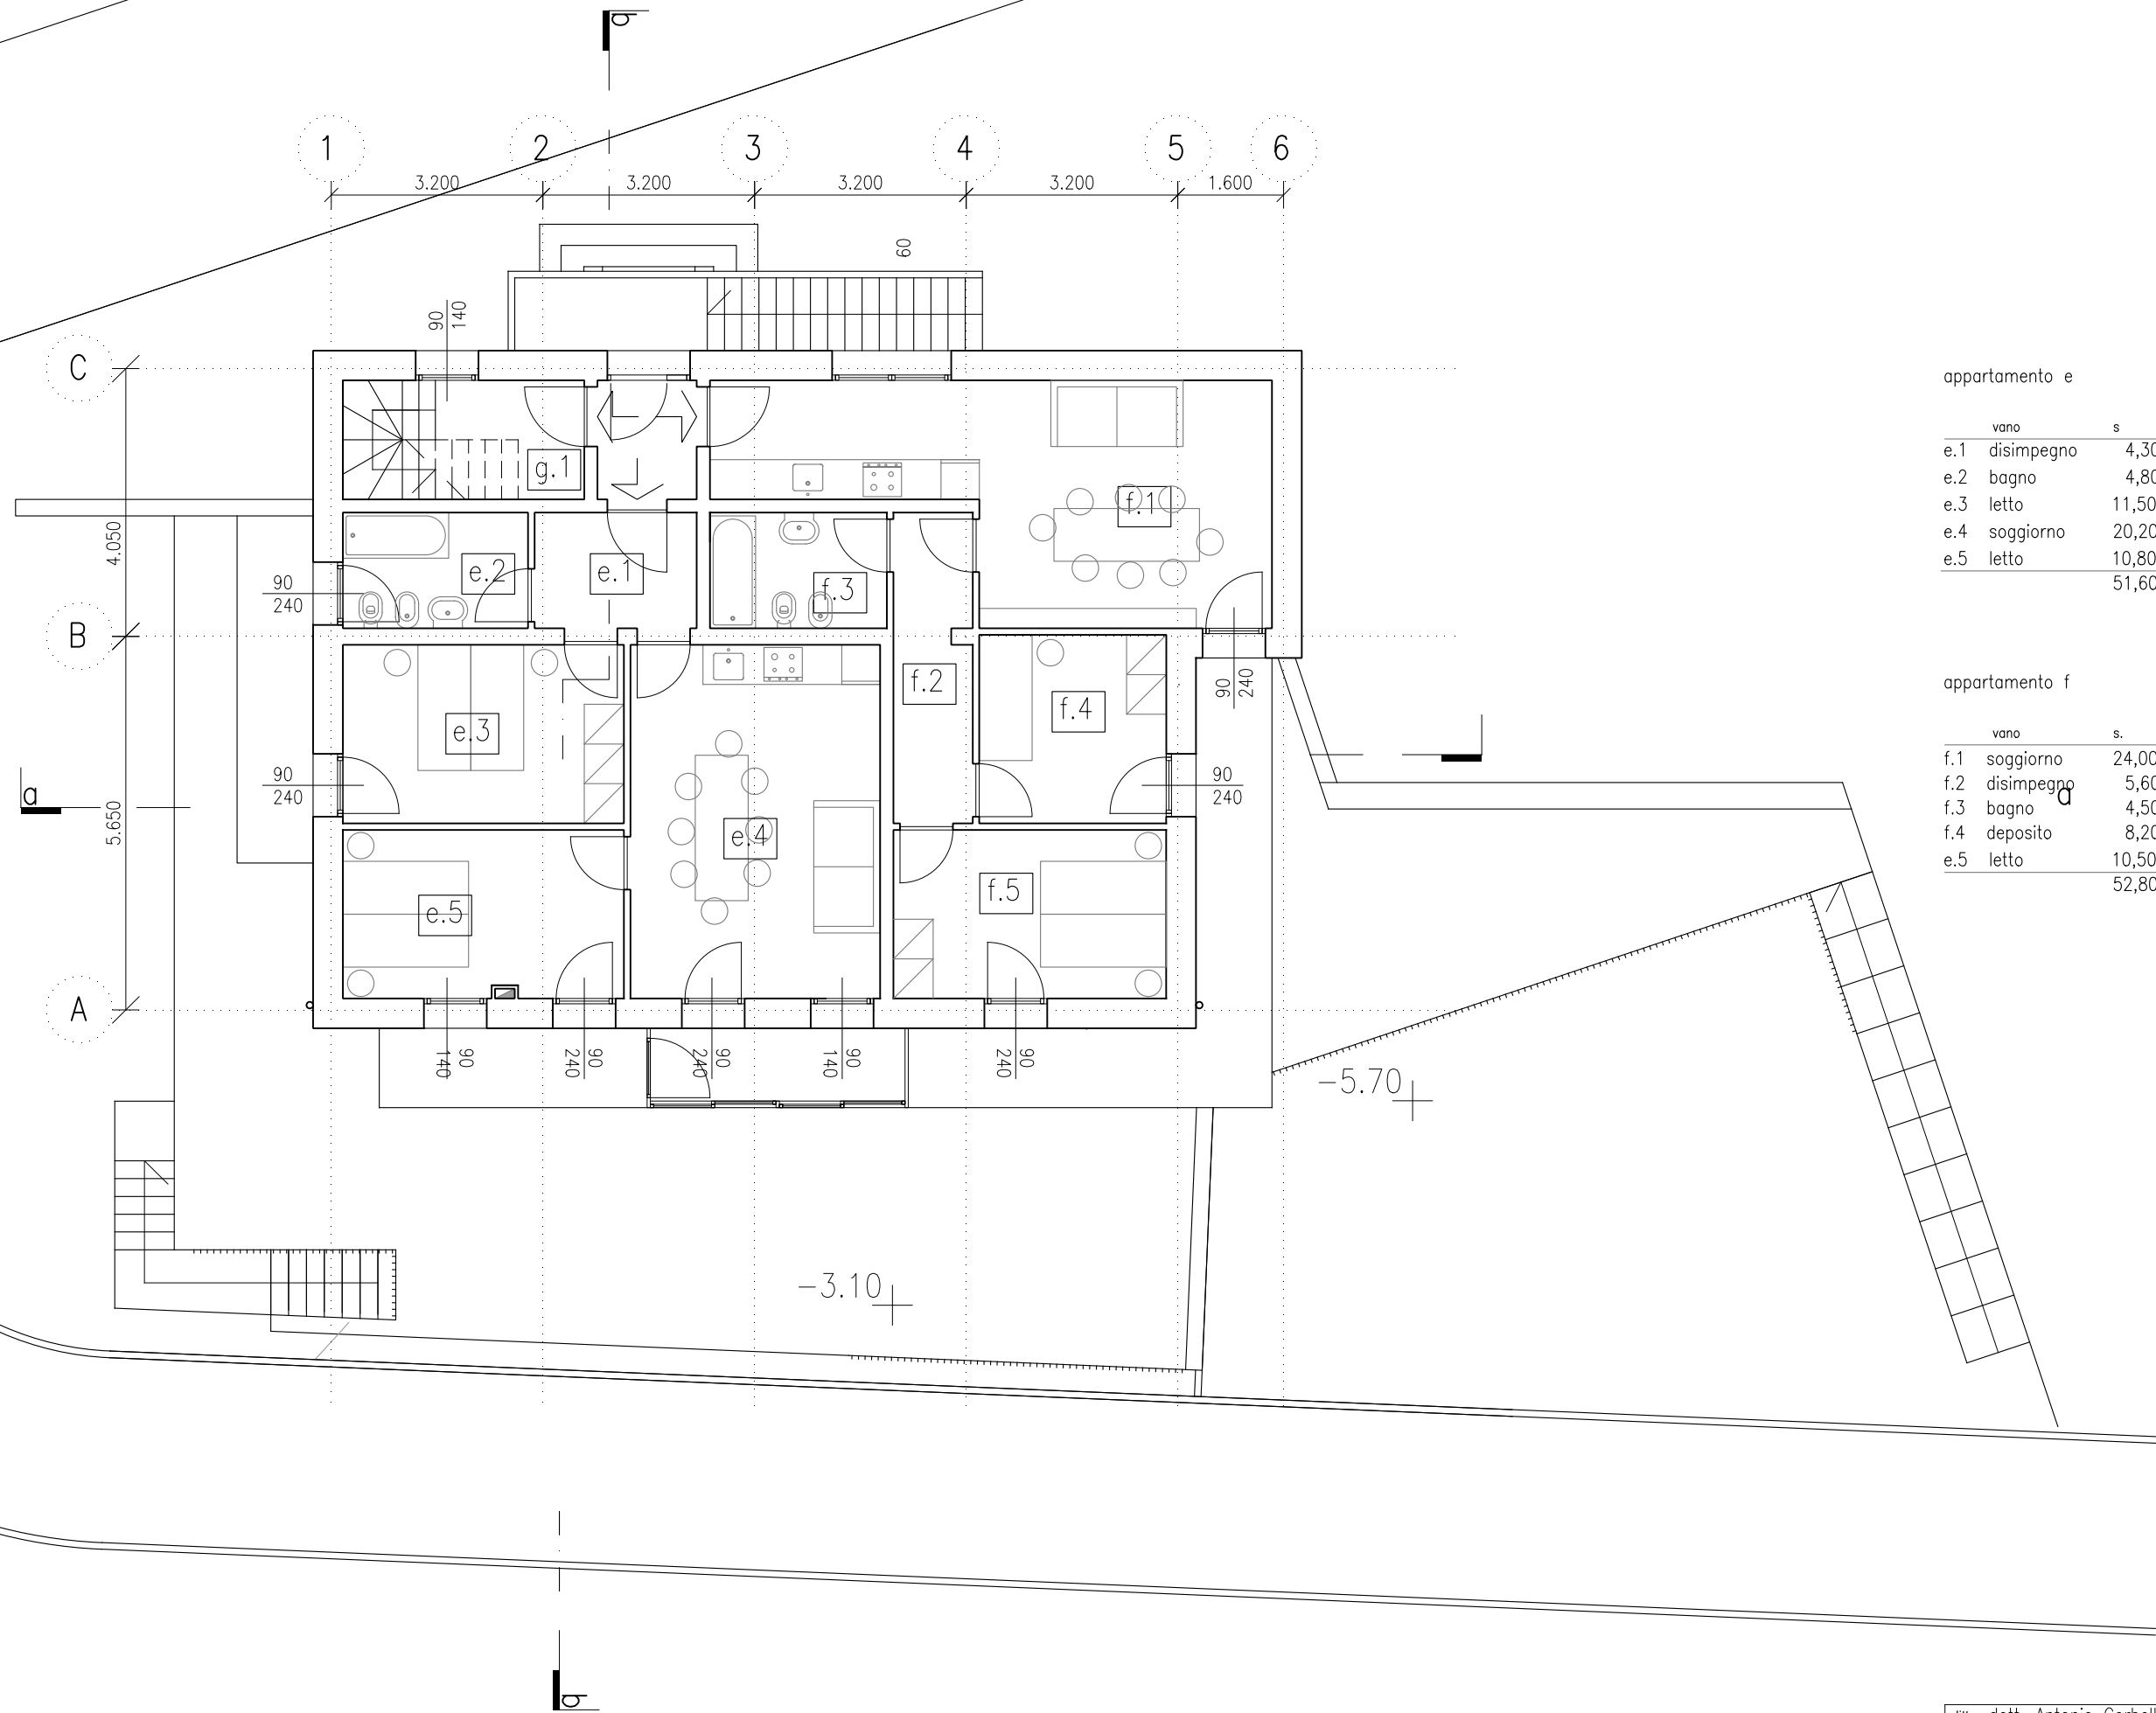 b
1 2 3 4 5 6
3.200 3.200 3.200 3.200 1.600
60
90
140
C
B
A
4.050
5.650
g.1
f.1
e.2
e.1
f.3
90
240
f.2
f.4
e.3
90
240
90
240
90
240
e.4
e.5
f.5
a
a
90
140
90
240
90
240
90
140
90
240
-5.70
-3.10
b
appartamento e
vano s
e.1 disimpegno 4,30
e.2 bagno 4,80
e.3 letto 11,50
e.4 soggiorno 20,20
e.5 letto 10,80
51,60
appartamento f
vano s.
f.1 soggiorno 24,00
f.2 disimpegno 5,60
f.3 bagno 4,50
f.4 deposito 8,20
e.5 letto 10,50
52,80
dott. Antonio